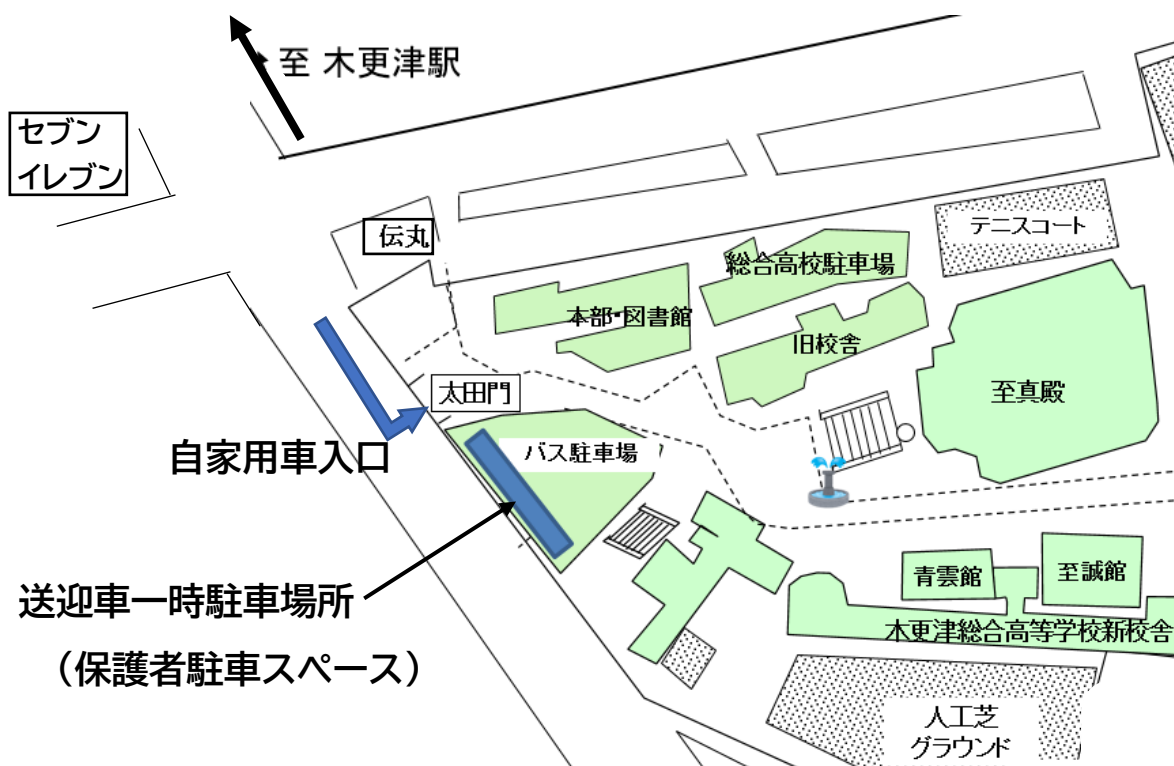 至 木更津駅
セブン
イレブン
伝丸
テニスコート
総合高校駐車場
本部・図書館
旧校舎
至真殿
太田門
自家用車入口
バス駐車場
送迎車一時駐車場所
（保護者駐車スペース）
青雲館
至誠館
木更津総合高等学校新校舎
人工芝
グラウンド